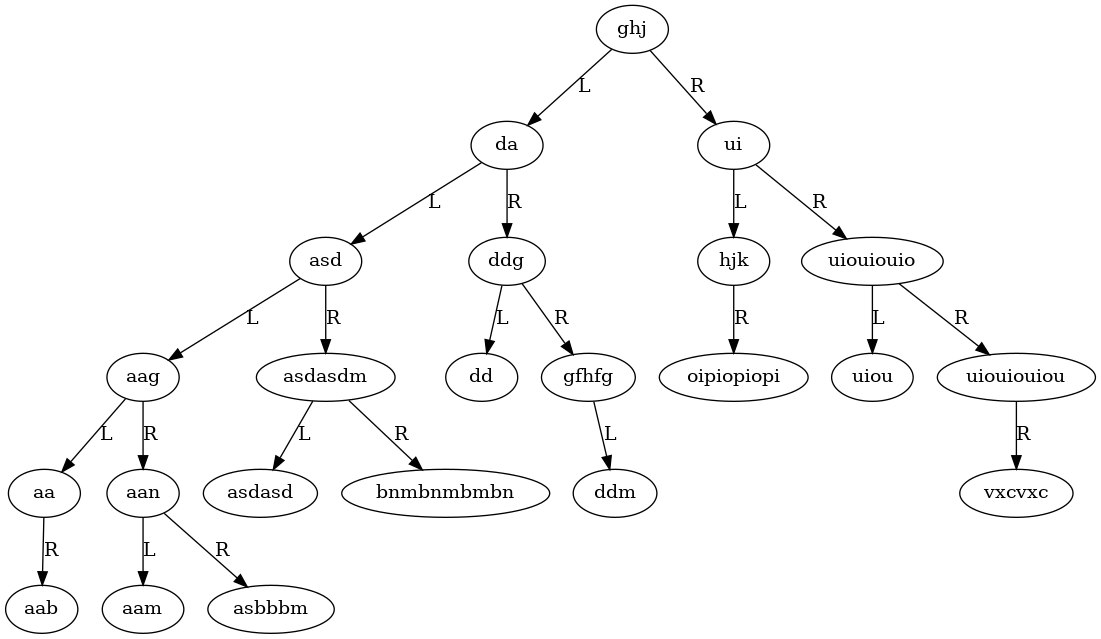 ghj
L
R
da
ui
L
R
L
R
asd
ddg
hjk
uiouiouio
L
R
L
R
R
L
R
aag
asdasdm
dd
gfhfg
oipiopiopi
uiou
uiouiouiou
L
R
L
R
L
R
aa
aan
asdasd
bnmbnmbmbn
ddm
vxcvxc
R
L
R
aab
aam
asbbbm